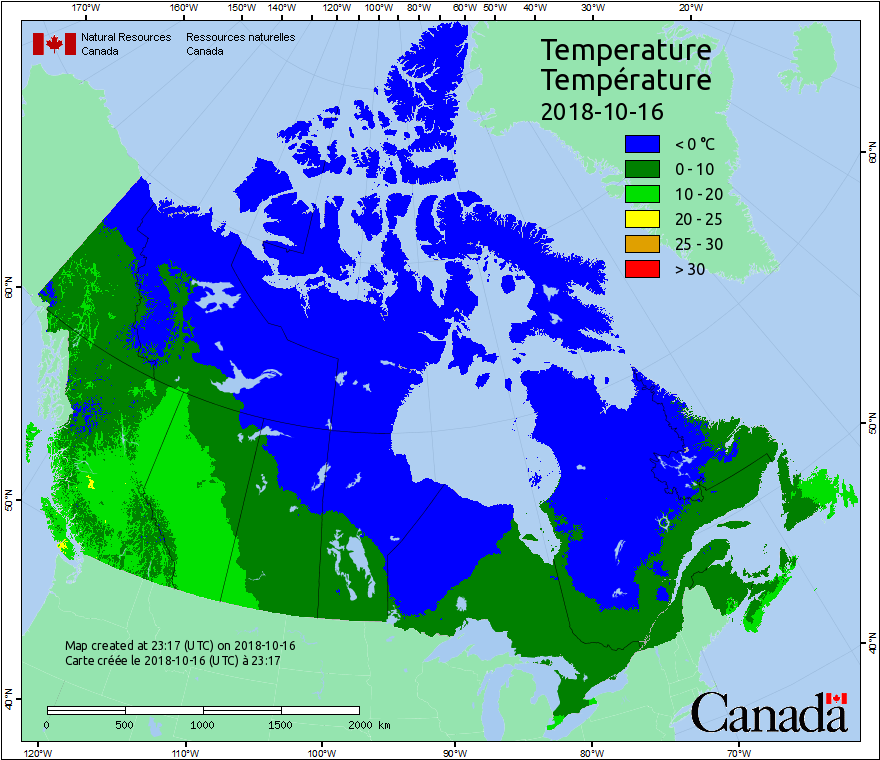 170°W 160°W 150°W 140°W 120°W 100°W 80°W 60°W 50°W 40°W 30°W 20°W
Natural Resources Ressources naturelles
Canada Canada
Temperature
Température
2018-10-16
< 0 °C
0 - 10
10 - 20
20 - 25
25 - 30
> 30
60°N 60°N
50°N 50°N
40°N 40°N
Map created at 23:17 (UTC) on 2018-10-16
Carte créée le 2018-10-16 (UTC) à 23:17
0 500 1000 1500 2000 km
Canada
120°W 110°W 100°W 90°W 80°W 70°W